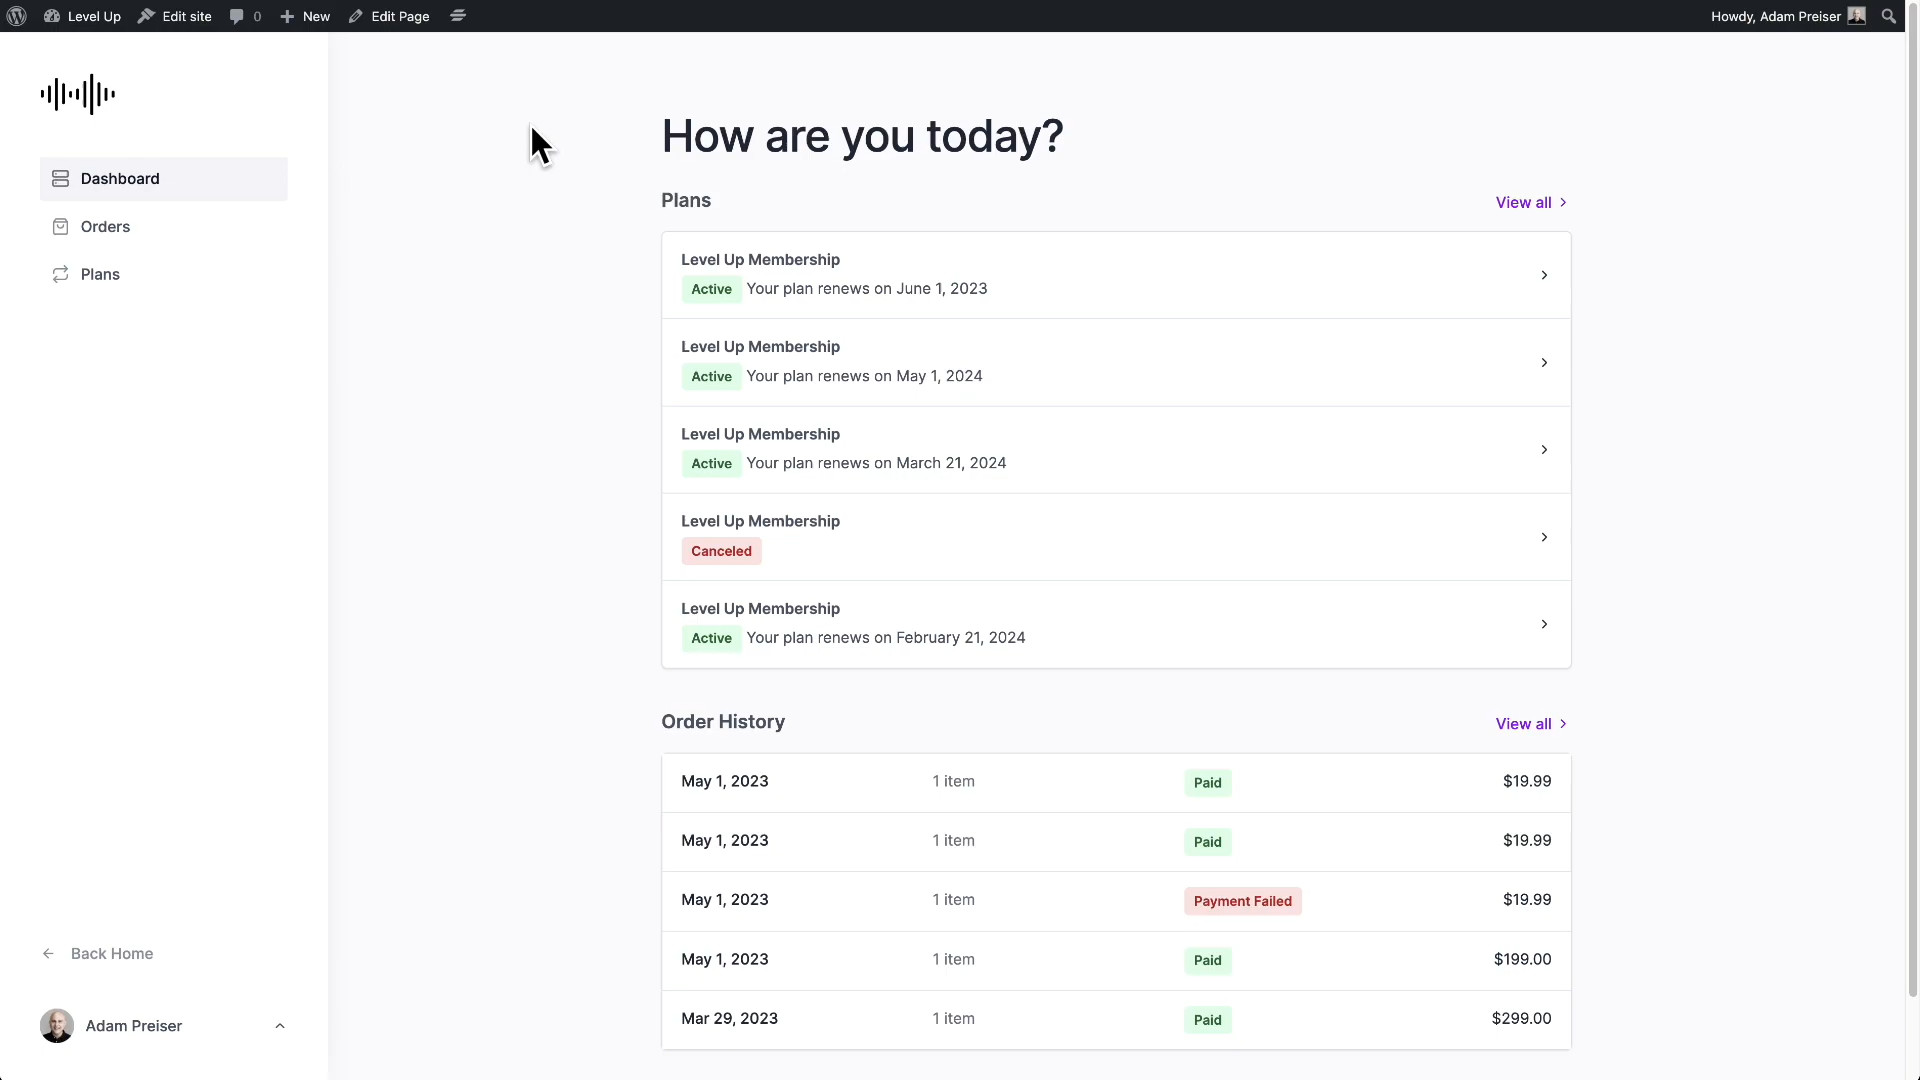 Level Up
Edit site
0
New
Edit Page
Howdy, Adam Preiser
Dashboard
Orders
Plans
Back Home
Adam Preiser
How are you today?
Plans
View all
Level Up Membership
Active Your plan renews on June 1, 2023
Level Up Membership
Active Your plan renews on May 1, 2024
Level Up Membership
Active Your plan renews on March 21, 2024
Level Up Membership
Canceled
Level Up Membership
Active Your plan renews on February 21, 2024
Order History
View all
May 1, 2023 1 item Paid $19.99
May 1, 2023 1 item Paid $19.99
May 1, 2023 1 item Payment Failed $19.99
May 1, 2023 1 item Paid $199.00
Mar 29, 2023 1 item Paid $299.00